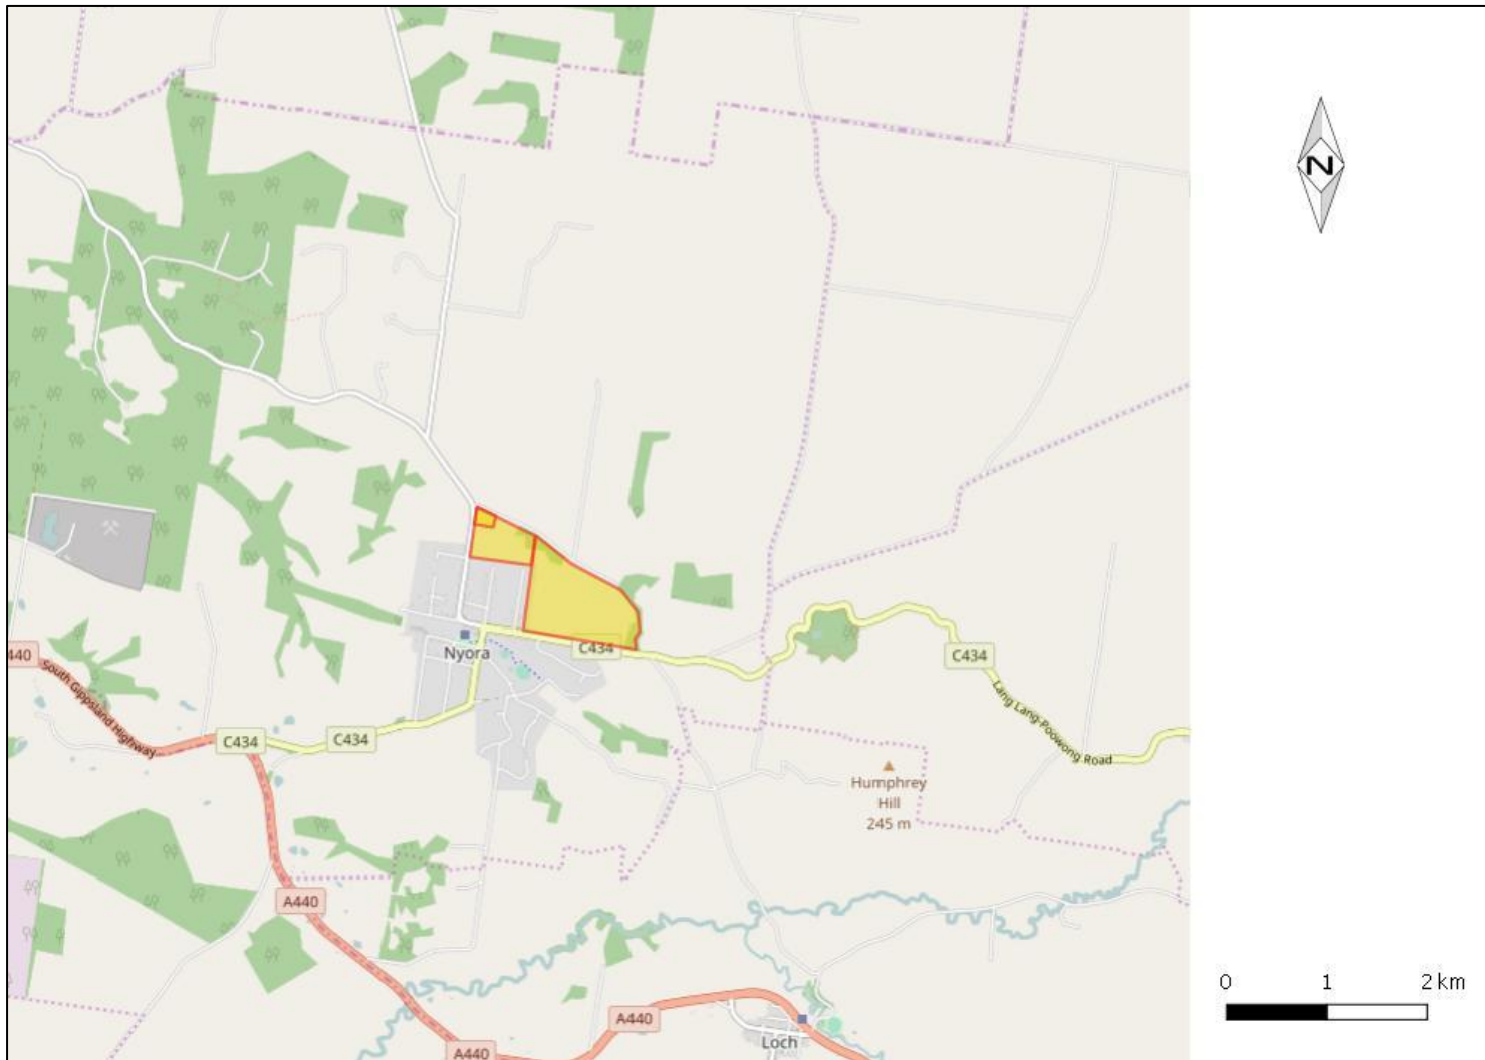 N
Nyora
C434
440
South Gippsland Highway
C434
C434
C434
Lang Lang-Poowong Road
Humphrey
Hill
245 m
A440
A440
Loch
A440
0 1 2 km